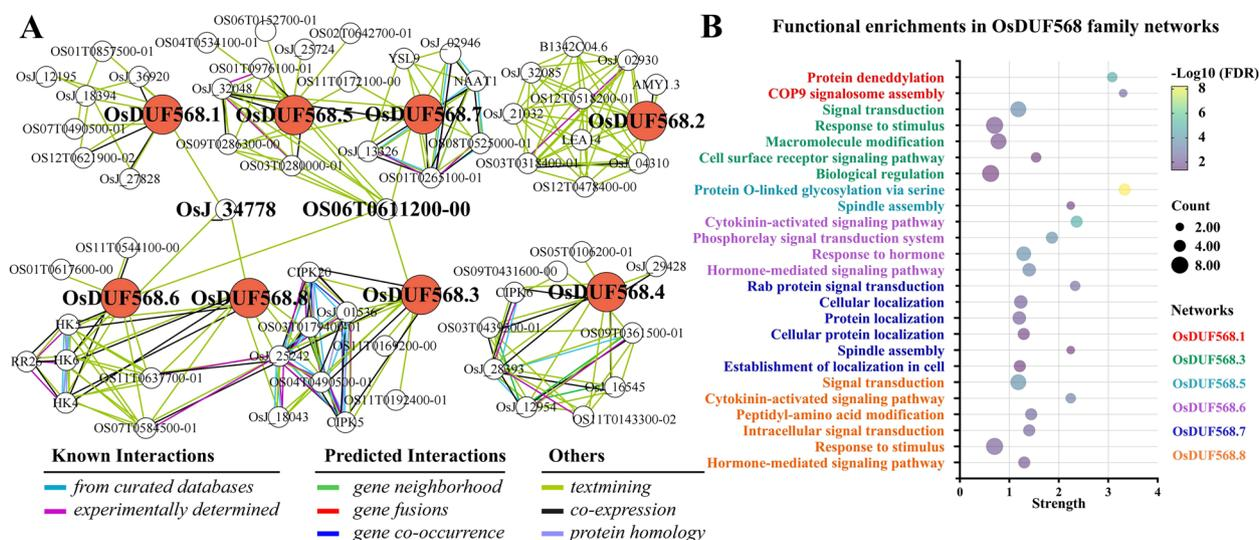 A
OS06T0152700-01
OS04T0534100-01
OS02T0642700-01
OS01T0857500-01
OsJ_25724
OsJ_02946
B1342C04.6
YSL9
OsJ_02930
OsJ_12195
OsJ_36920
OS01T0976100-01
OsJ_32085
OS11T0172100-00
NAAT1
AMY1.3
OsJ_18394
OsJ_32048
OS12T0518200-01
OsDUF568.1
OsDUF568.5
OsDUF568.7
OsJ_21032
OsDUF568.2
OS07T0490500-01
OS09T0286300-00
OS08T0525000-01
LEA14
OsJ_13326
OS12T0621900-02
OS03T0280000-01
OS03T0318400-01
OsJ_04310
OsJ_27828
OS01T0265100-01
OS12T0478400-00
OsJ_34778
OS06T0611200-00
OS11T0544100-00
OS05T0106200-01
OS01T0617600-00
CIPK20
OS09T0431600-00
OsJ_29428
OsDUF568.6
OsDUF568.8
OsDUF568.3
CIPK6
OsDUF568.4
OsJ_01536
HK5
OS03T0179400-01
OS03T0439500-01
OS09T0361500-01
OS11T0169200-00
RR26
HK6
OsJ_25242
OsJ_28393
OS11T0637700-01
OS04T0490500-01
OsJ_16545
HK4
OS11T0192400-01
OsJ_12954
OsJ_18043
CIPK5
OS11T0143300-02
OS07T0584500-01
Known Interactions
from curated databases
experimentally determined
Predicted Interactions
gene neighborhood
gene fusions
gene co-occurrence
Others
textmining
co-expression
protein homology
B
Functional enrichments in OsDUF568 family networks
Protein deneddylation
COP9 signalosome assembly
Signal transduction
Response to stimulus
Macromolecule modification
Cell surface receptor signaling pathway
Biological regulation
Protein O-linked glycosylation via serine
Spindle assembly
Cytokinin-activated signaling pathway
Phosphorelay signal transduction system
Response to hormone
Hormone-mediated signaling pathway
Rab protein signal transduction
Cellular localization
Protein localization
Cellular protein localization
Spindle assembly
Establishment of localization in cell
Signal transduction
Cytokinin-activated signaling pathway
Peptidyl-amino acid modification
Intracellular signal transduction
Response to stimulus
Hormone-mediated signaling pathway
0 1 2 3 4
Strength
-Log10 (FDR)
8
6
4
2
Count
2.00
4.00
8.00
Networks
OsDUF568.1
OsDUF568.3
OsDUF568.5
OsDUF568.6
OsDUF568.7
OsDUF568.8